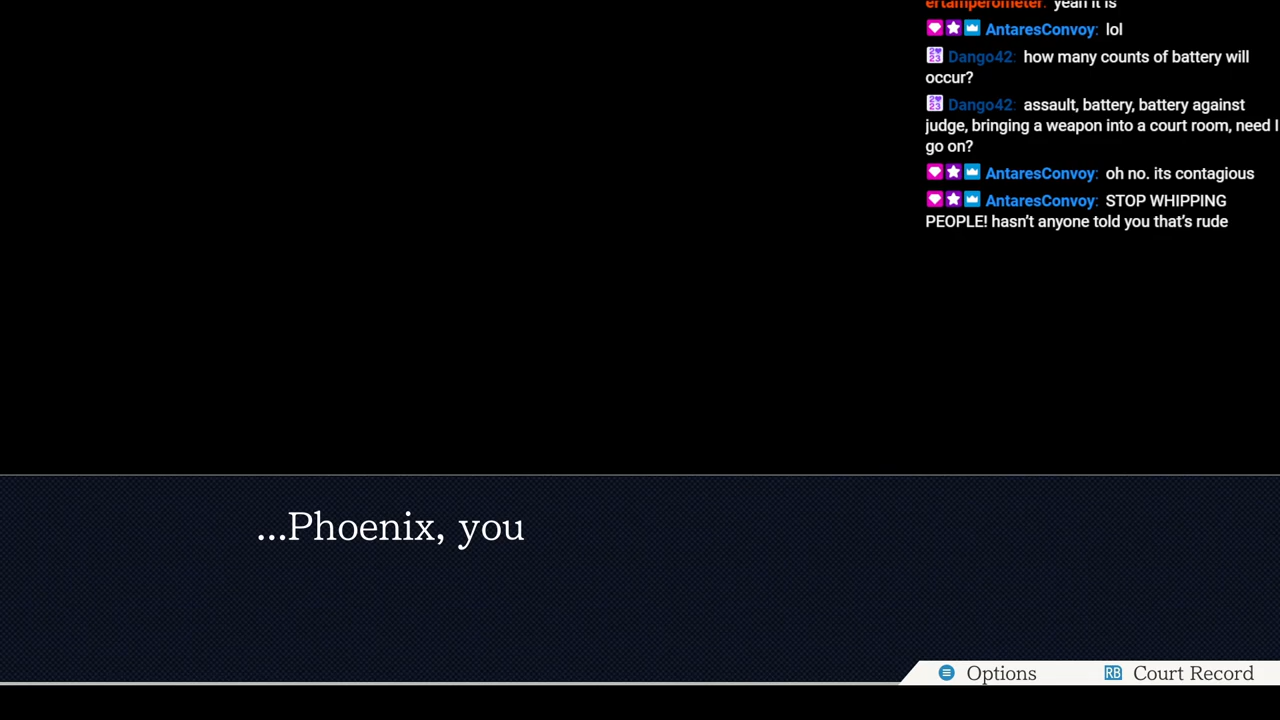 ertamperometer: yeah it is
AntaresConvoy: lol
Dango42: how many counts of battery will
occur?
Dango42: assault, battery, battery against
judge, bringing a weapon into a court room, need I
go on?
AntaresConvoy: oh no. its contagious
AntaresConvoy: STOP WHIPPING
PEOPLE! hasn't anyone told you that's rude
...Phoenix, you
Options
RB Court Record